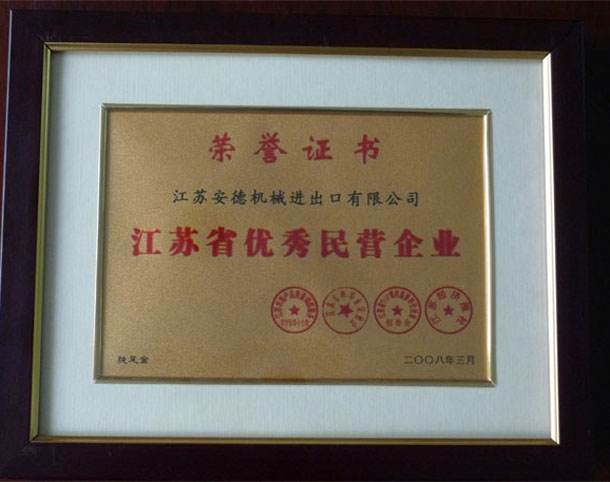 荣誉证书
江苏安德机械进出口有限公司
江苏省优秀民营企业
二〇〇八年三月